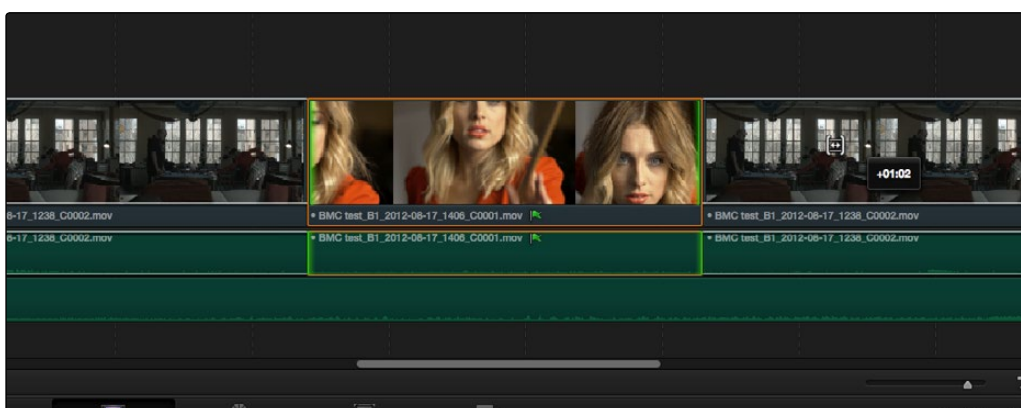 +01:02
8-17_1238_C0002.mov
• BMC test_B1_2012-08-17_1406_C0001.mov
• BMC test_B1_2012-08-17_1238_C0002.mov
8-17_1238_C0002.mov
• BMC test_B1_2012-08-17_1406_C0001.mov
• BMC test_B1_2012-08-17_1238_C0002.mov